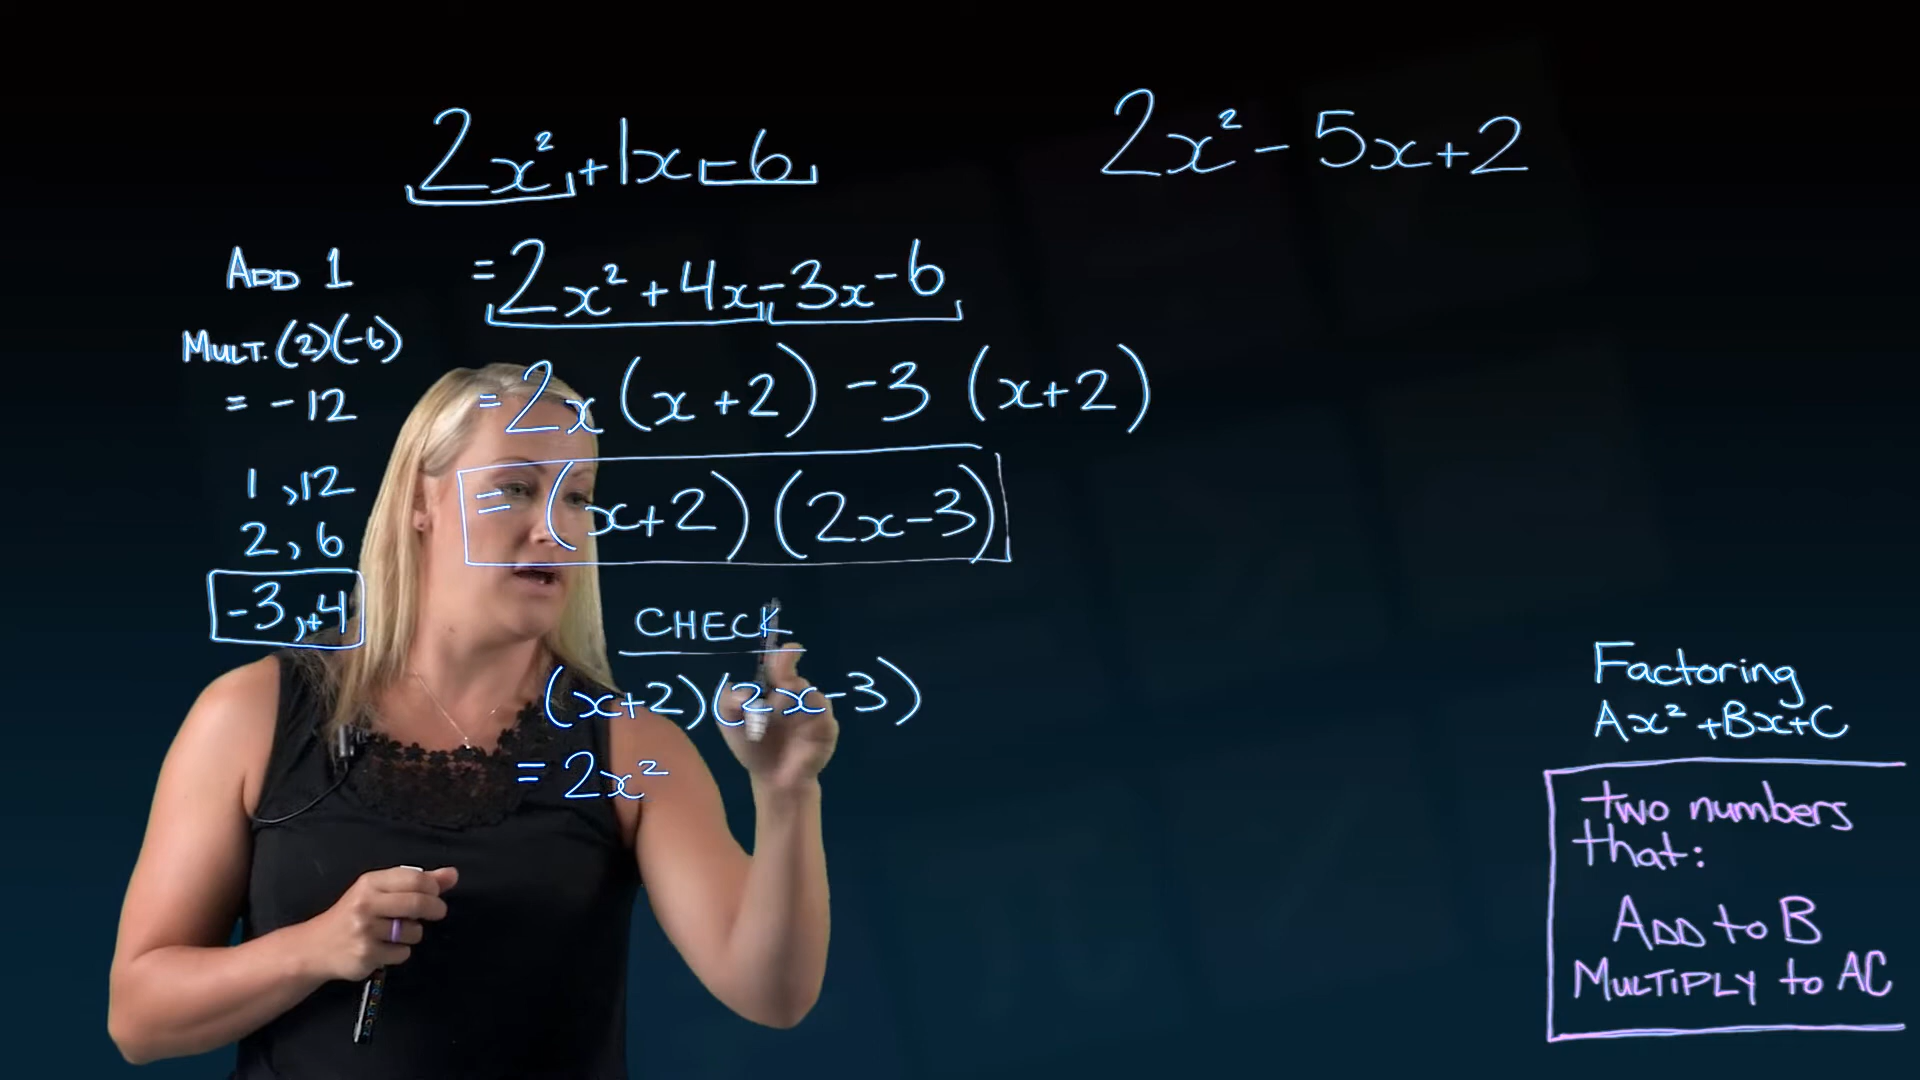 2x² + 1x - 6
ADD 1
MULT. (2)(-6)
= -12
1, 12
2, 6
-3, +4
= 2x² + 4x - 3x - 6
= 2x (x + 2) - 3 (x + 2)
= (x + 2) (2x - 3)
CHECK
(x + 2)(2x - 3)
= 2x²
2x² - 5x + 2
Factoring
Ax² + Bx + C
two numbers
that:
ADD to B
MULTIPLY to AC